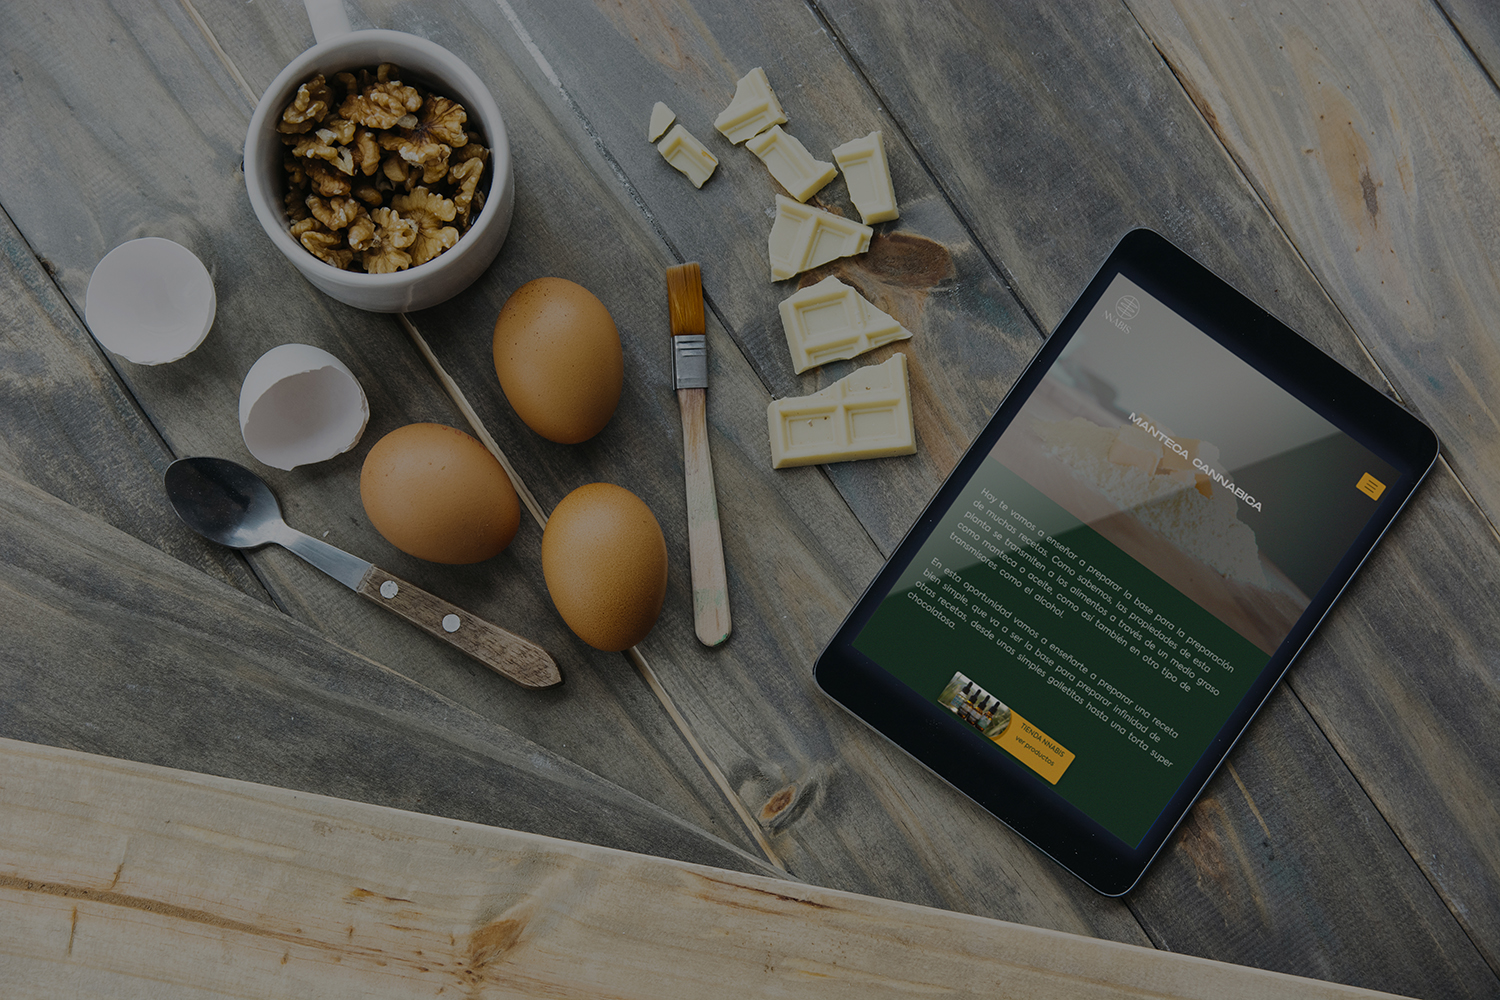 NNABIS
MANTECA CANNABICA
Hoy te vamos a enseñar a preparar la base para la preparación
de muchas recetas. Como sabemos, las propiedades de esta
planta se transmiten a los alimentos a través de un medio graso
como manteca o aceite, como así también en otro tipo de
transmisores como el alcohol.
En esta oportunidad vamos a enseñarte a preparar una receta
bien simple, que va a ser la base para preparar infinidad de
otras recetas, desde unas simples galletitas hasta una torta super
chocolatosa.
TIENDA NNABIS
ver productos